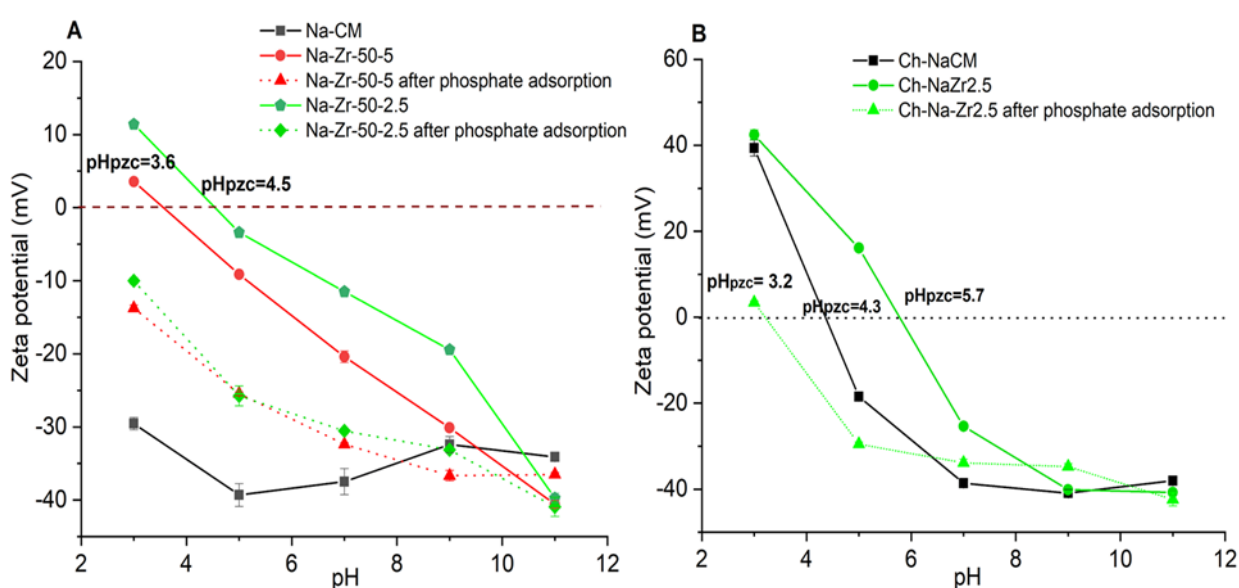 A
Na-CM
Na-Zr-50-5
Na-Zr-50-5 after phosphate adsorption
Na-Zr-50-2.5
Na-Zr-50-2.5 after phosphate adsorption
20
10
0
-10
-20
-30
-40
Zeta potential (mV)
pHpzc=3.6
pHpzc=4.5
2
4
6
8
10
12
pH
B
Ch-NaCM
Ch-NaZr2.5
Ch-Na-Zr2.5 after phosphate adsorption
60
40
20
0
-20
-40
Zeta potential (mV)
pHpzc= 3.2
pHpzc=4.3
pHpzc=5.7
2
4
6
8
10
12
pH